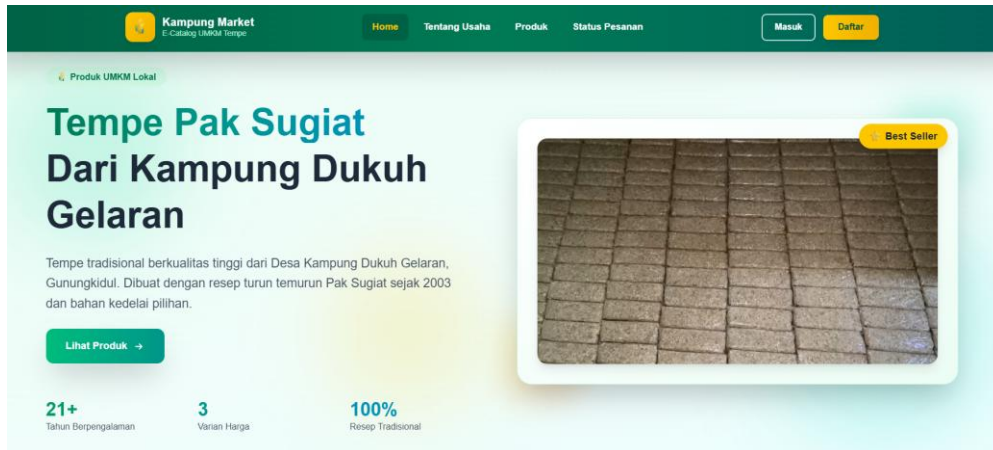 Kampung Market
E-Catalog UMKM Tempe
Home
Tentang Usaha
Produk
Status Pesanan
Masuk
Daftar
Produk UMKM Lokal
Tempe Pak Sugiat
Dari Kampung Dukuh
Gelaran
Tempe tradisional berkualitas tinggi dari Desa Kampung Dukuh Gelaran,
Gunungkidul. Dibuat dengan resep turun temurun Pak Sugiat sejak 2003
dan bahan kedelai pilihan.
Lihat Produk →
Best Seller
21+
Tahun Berpengalaman
3
Varian Harga
100%
Resep Tradisional